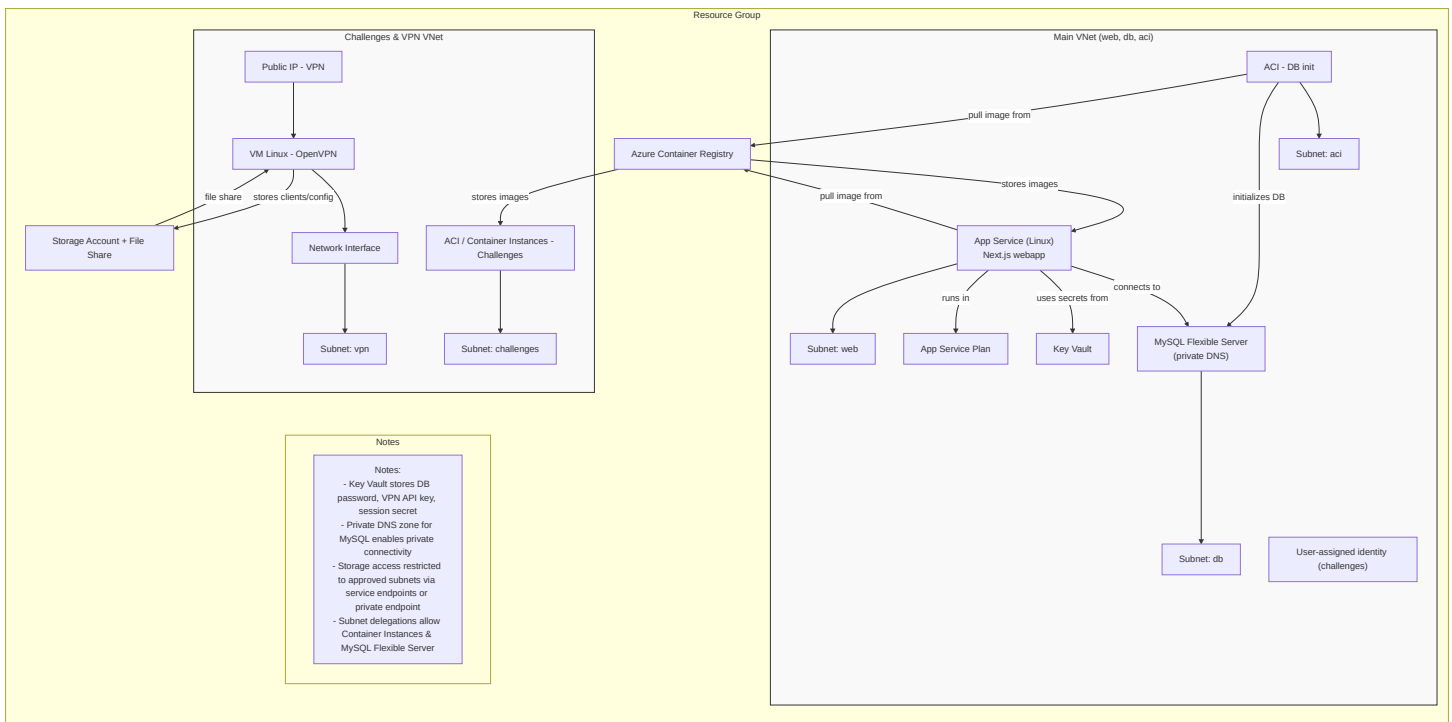 Resource Group
Challenges & VPN VNet
Main VNet (web, db, aci)
Public IP - VPN
ACI - DB init
pull image from
VM Linux - OpenVPN
Azure Container Registry
Subnet: aci
file share
stores clients/config
stores images
pull image from
stores images
initializes DB
Storage Account + File
Share
Network Interface
ACI / Container Instances -
Challenges
App Service (Linux)
Next.js webapp
runs in
uses secrets from
connects to
Subnet: vpn
Subnet: challenges
Subnet: web
App Service Plan
Key Vault
MySQL Flexible Server
(private DNS)
Notes
Notes:
- Key Vault stores DB
password, VPN API key,
session secret
- Private DNS zone for
MySQL enables private
connectivity
- Storage access restricted
to approved subnets via
service endpoints or
private endpoint
- Subnet delegations allow
Container Instances &
MySQL Flexible Server
Subnet: db
User-assigned identity
(challenges)